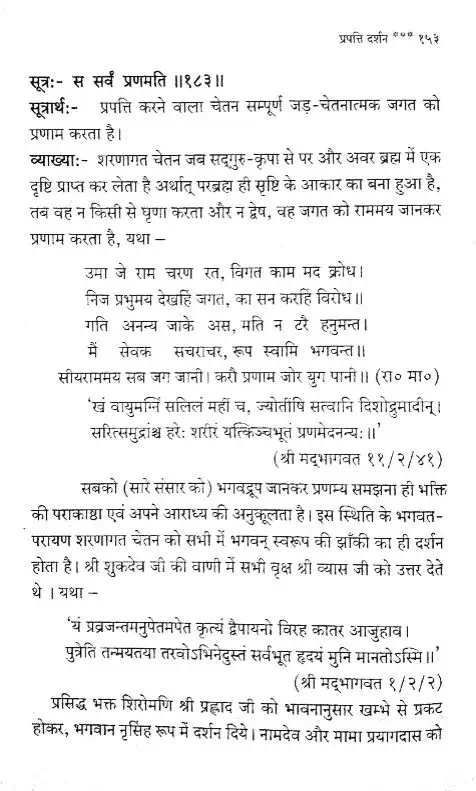 प्रपत्ति दर्शन *** १५३
सूत्रः- स सर्वं प्रणमति ॥१८३॥
सूत्रार्थः- प्रपत्ति करने वाला चेतन सम्पूर्ण जड़-चेतनात्मक जगत को
प्रणाम करता है।
व्याख्याः- शरणागत चेतन जब सद्‌गुरु-कृपा से पर और अवर ब्रह्म में एक
दृष्टि प्राप्त कर लेता है अर्थात् परब्रह्म ही सृष्टि के आकार का बना हुआ है,
तब वह न किसी से घृणा करता और न द्वेष, वह जगत को राममय जानकर
प्रणाम करता है, यथा –
उमा जे राम चरण रत, विगत काम मद क्रोध।
निज प्रभुमय देखहिं जगत, का सन करहिं विरोध॥
गति अनन्य जाके अस, मति न टरै हनुमन्त।
मैं सेवक सचराचर, रूप स्वामि भगवन्त॥
सीयराममय सब जग जानी। करौ प्रणाम जोर युग पानी॥ (रा० मा०)
‘खं वायुमग्निं सलिलं महीं च, ज्योतींषि सत्वानि दिशोद्रुमादीन्।
सरित्समुद्रांश्च हरेः शरीरं यत्किञ्चभूतं प्रणमेदनन्यः॥’
(श्री मद्‌भागवत ११/२/४१)
सबको (सारे संसार को) भगवद्रूप जानकर प्रणम्य समझना ही भक्ति
की पराकाष्ठा एवं अपने आराध्य की अनुकूलता है। इस स्थिति के भगवत-
परायण शरणागत चेतन को सभी में भगवन् स्वरूप की झाँकी का ही दर्शन
होता है। श्री शुकदेव जी की वाणी में सभी वृक्ष श्री व्यास जी को उत्तर देते
थे । यथा –
‘यं प्रव्रजन्तमनुपेतमपेत कृत्यं द्वैपायनो विरह कातर आजुहाव।
पुत्रेति तन्मयतया तरवोऽभिनेदुस्तं सर्वभूत हृदयं मुनि मानतोऽस्मि॥’
(श्री मद्‌भागवत १/२/२)
प्रसिद्ध भक्त शिरोमणि श्री प्रह्लाद जी को भावनानुसार खम्भे से प्रकट
होकर, भगवान नृसिंह रूप में दर्शन दिये। नामदेव और मामा प्रयागदास को